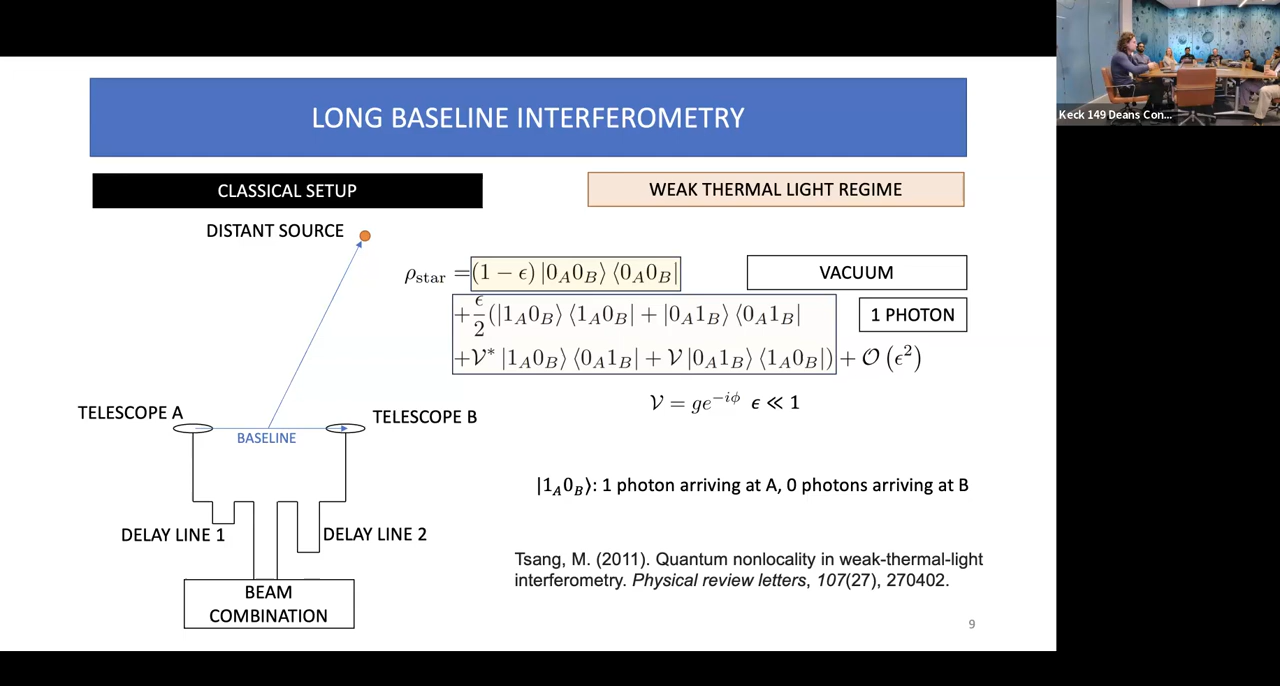 LONG BASELINE INTERFEROMETRY
CLASSICAL SETUP
WEAK THERMAL LIGHT REGIME
DISTANT SOURCE
ρ_star = (1 − ϵ) |0_A0_B⟩ ⟨0_A0_B|
VACUUM
+ϵ/2(|1_A0_B⟩ ⟨1_A0_B| + |0_A1_B⟩ ⟨0_A1_B|
1 PHOTON
+𝒱* |1_A0_B⟩ ⟨0_A1_B| + 𝒱 |0_A1_B⟩ ⟨1_A0_B|) + 𝒪 (ϵ²)
𝒱 = ge^{−iϕ} ϵ ≪ 1
TELESCOPE A
TELESCOPE B
BASELINE
|1_A0_B⟩: 1 photon arriving at A, 0 photons arriving at B
DELAY LINE 1
DELAY LINE 2
Tsang, M. (2011). Quantum nonlocality in weak-thermal-light
interferometry. Physical review letters, 107(27), 270402.
BEAM
COMBINATION
9
Keck 149 Deans Con...